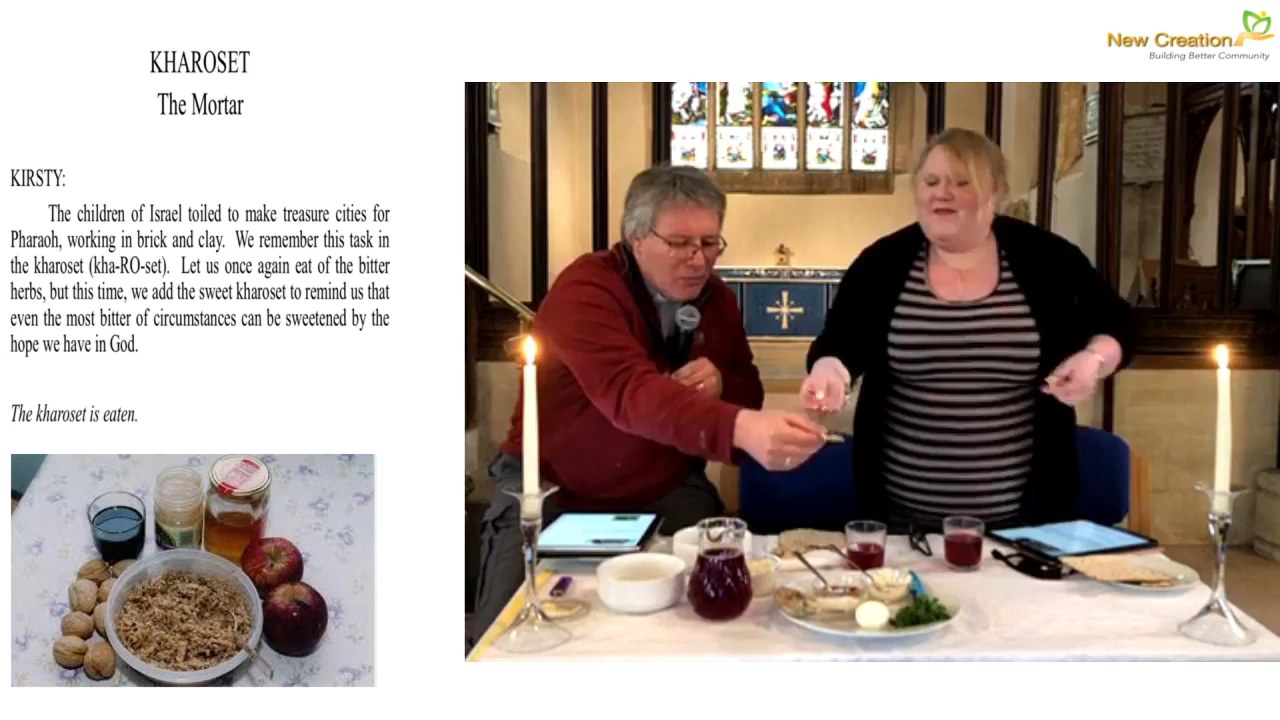 KHAROSET
The Mortar
KIRSTY:
The children of Israel toiled to make treasure cities for
Pharaoh, working in brick and clay. We remember this task in
the kharoset (kha-RO-set). Let us once again eat of the bitter
herbs, but this time, we add the sweet kharoset to remind us that
even the most bitter of circumstances can be sweetened by the
hope we have in God.
The kharoset is eaten.
New Creation
Building Better Community